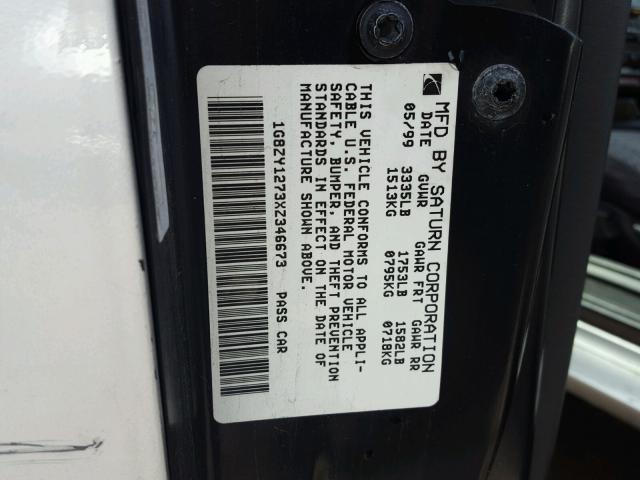 MFD BY SATURN CORPORATION
DATE GVWR GAWR FRT GAWR RR
05/99 3335LB 1753LB 1582LB
1513KG 0795KG 0718KG
THIS VEHICLE CONFORMS TO ALL APPLI-
CABLE U.S. FEDERAL MOTOR VEHICLE
SAFETY, BUMPER, AND THEFT PREVENTION
STANDARDS IN EFFECT ON THE DATE OF
MANUFACTURE SHOWN ABOVE.
1G8ZY1273XZ346673 PASS CAR